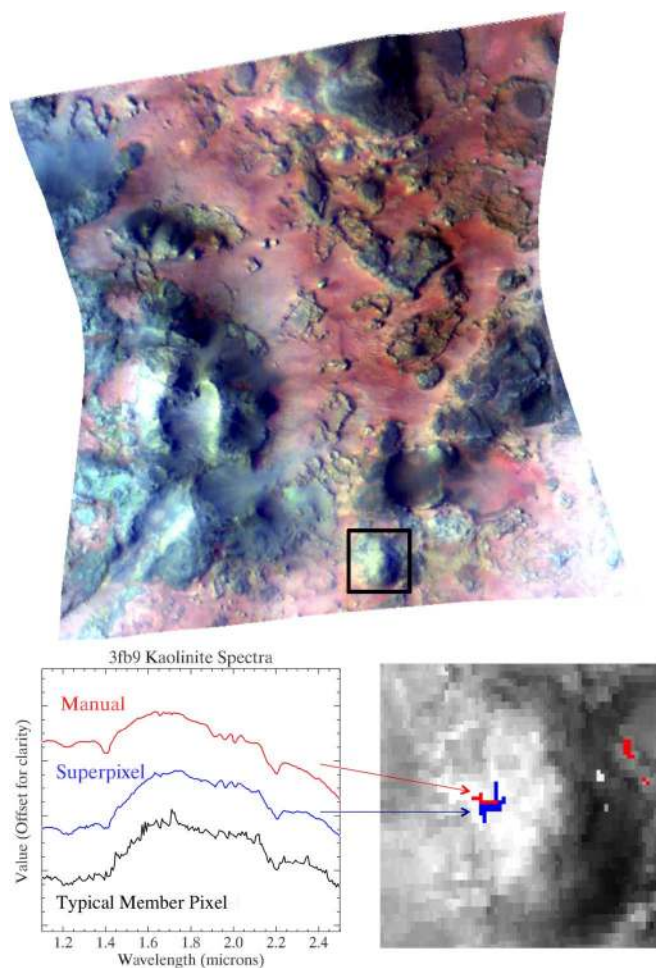 3fb9 Kaolinite Spectra
Manual
Superpixel
Typical Member Pixel
Value (Offset for clarity)
1.2 1.4 1.6 1.8 2.0 2.2 2.4
Wavelength (microns)